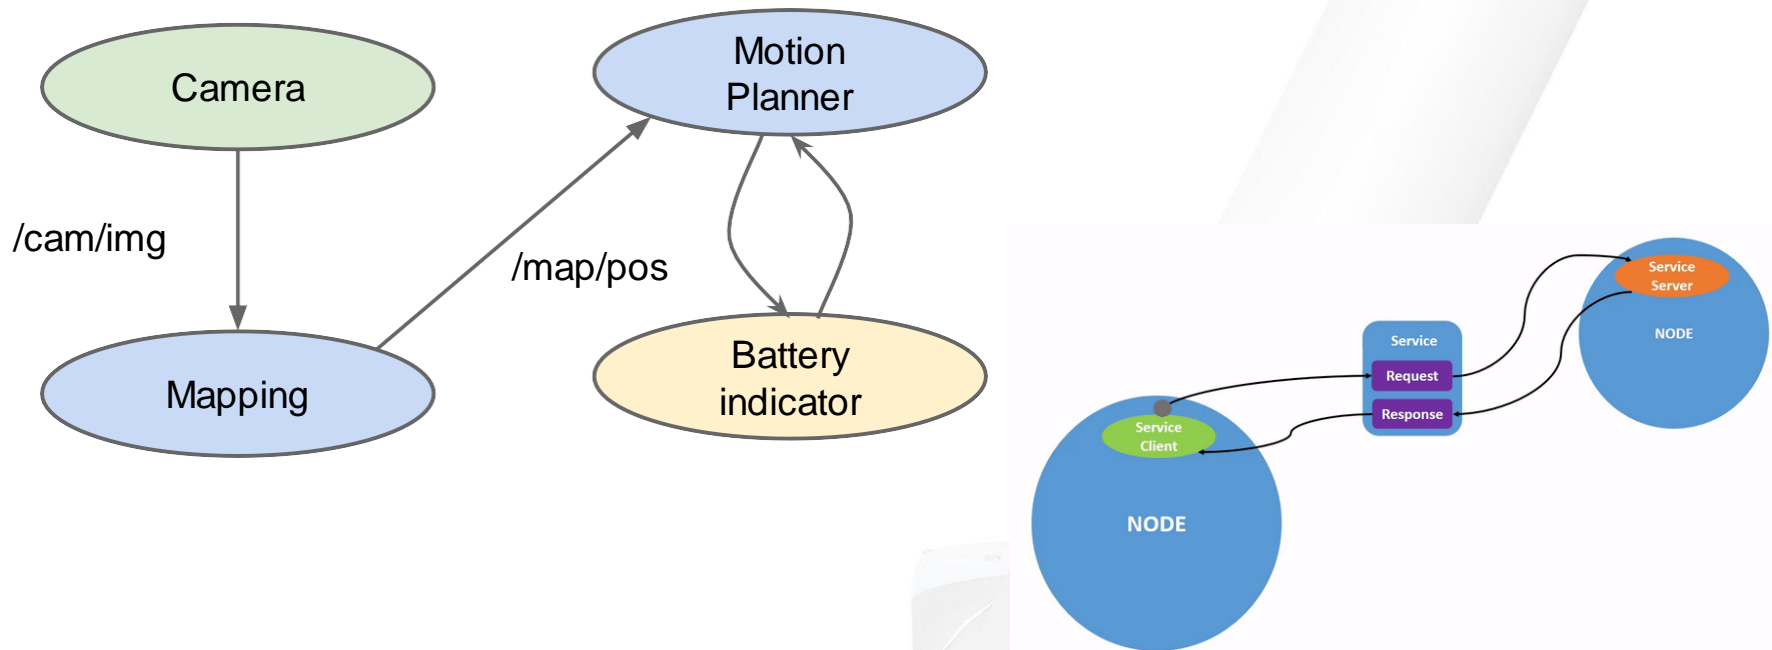 Camera
Motion
Planner
/cam/img
/map/pos
Mapping
Battery
indicator
Service
Server
NODE
Service
Request
Response
Service
Client
NODE